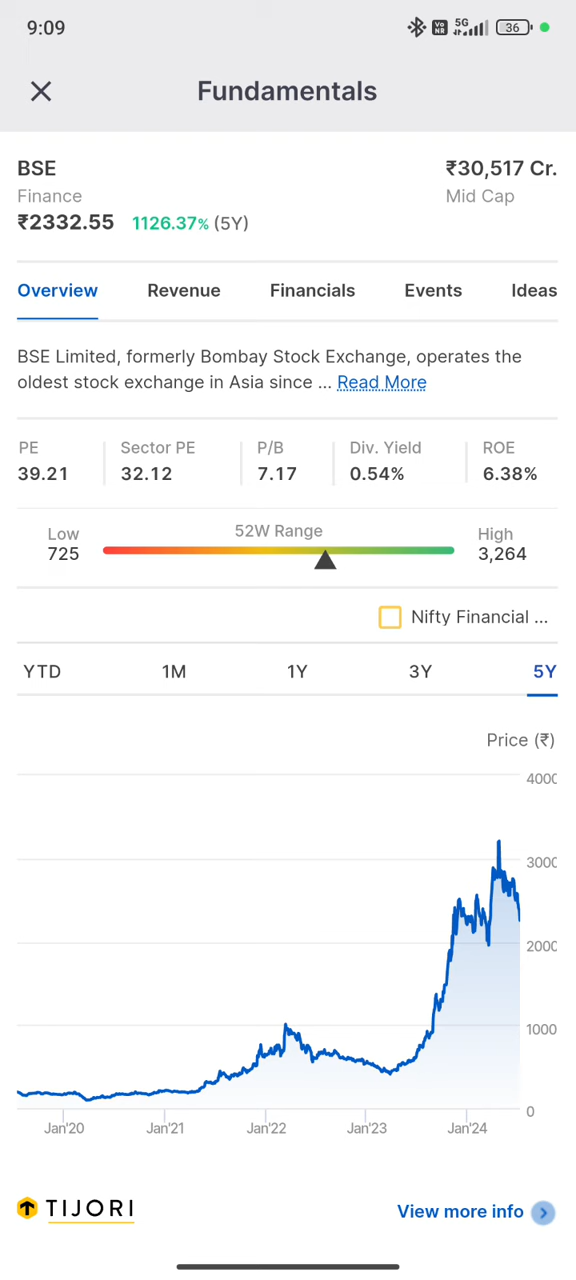 9:09
Vo NR 5G 36
Fundamentals
BSE ₹30,517 Cr.
Finance Mid Cap
₹2332.55 1126.37% (5Y)
Overview Revenue Financials Events Ideas
BSE Limited, formerly Bombay Stock Exchange, operates the
oldest stock exchange in Asia since ... Read More
PE Sector PE P/B Div. Yield ROE
39.21 32.12 7.17 0.54% 6.38%
Low 52W Range High
725 3,264
Nifty Financial ...
YTD 1M 1Y 3Y 5Y
Price (₹)
4000
3000
2000
1000
0
Jan'20 Jan'21 Jan'22 Jan'23 Jan'24
TIJORI View more info